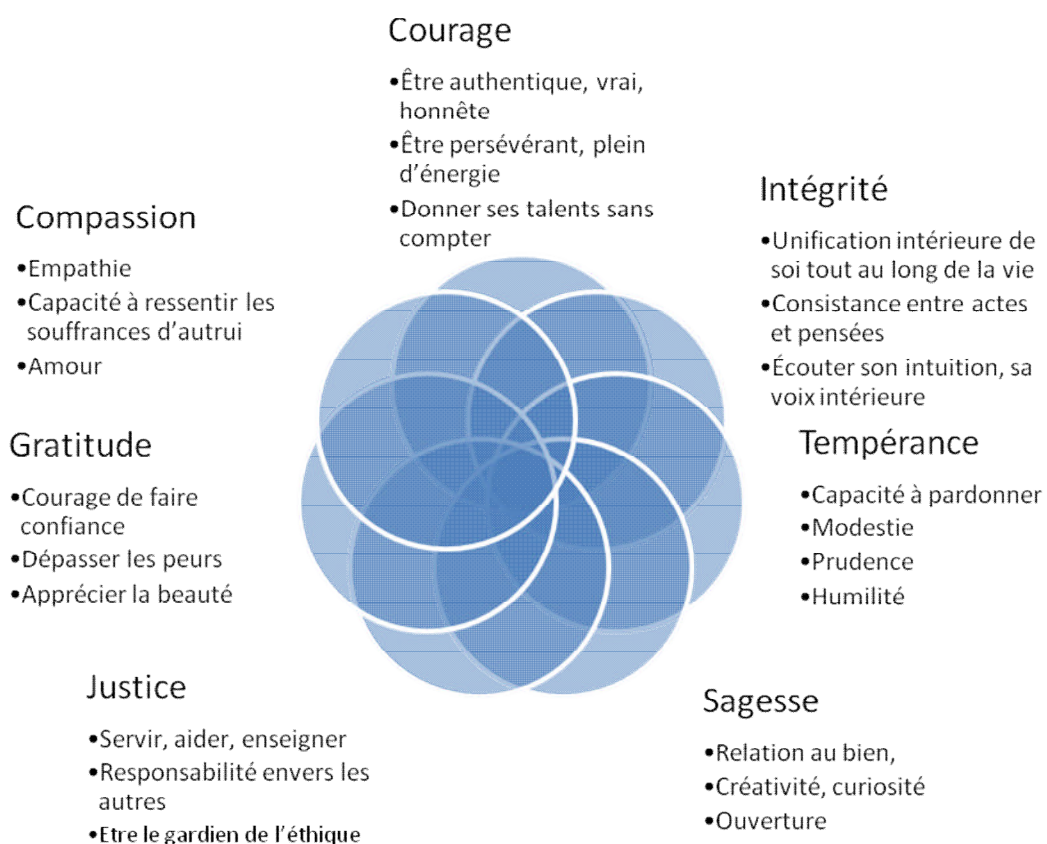 Courage
•Être authentique, vrai,
honnête
•Être persévérant, plein
d’énergie
•Donner ses talents sans
compter
Intégrité
•Unification intérieure de
soi tout au long de la vie
•Consistance entre actes
et pensées
•Écouter son intuition, sa
voix intérieure
Tempérance
•Capacité à pardonner
•Modestie
•Prudence
•Humilité
Sagesse
•Relation au bien,
•Créativité, curiosité
•Ouverture
Justice
•Servir, aider, enseigner
•Responsabilité envers les
autres
•Etre le gardien de l’éthique
Gratitude
•Courage de faire
confiance
•Dépasser les peurs
•Apprécier la beauté
Compassion
•Empathie
•Capacité à ressentir les
souffrances d’autrui
•Amour